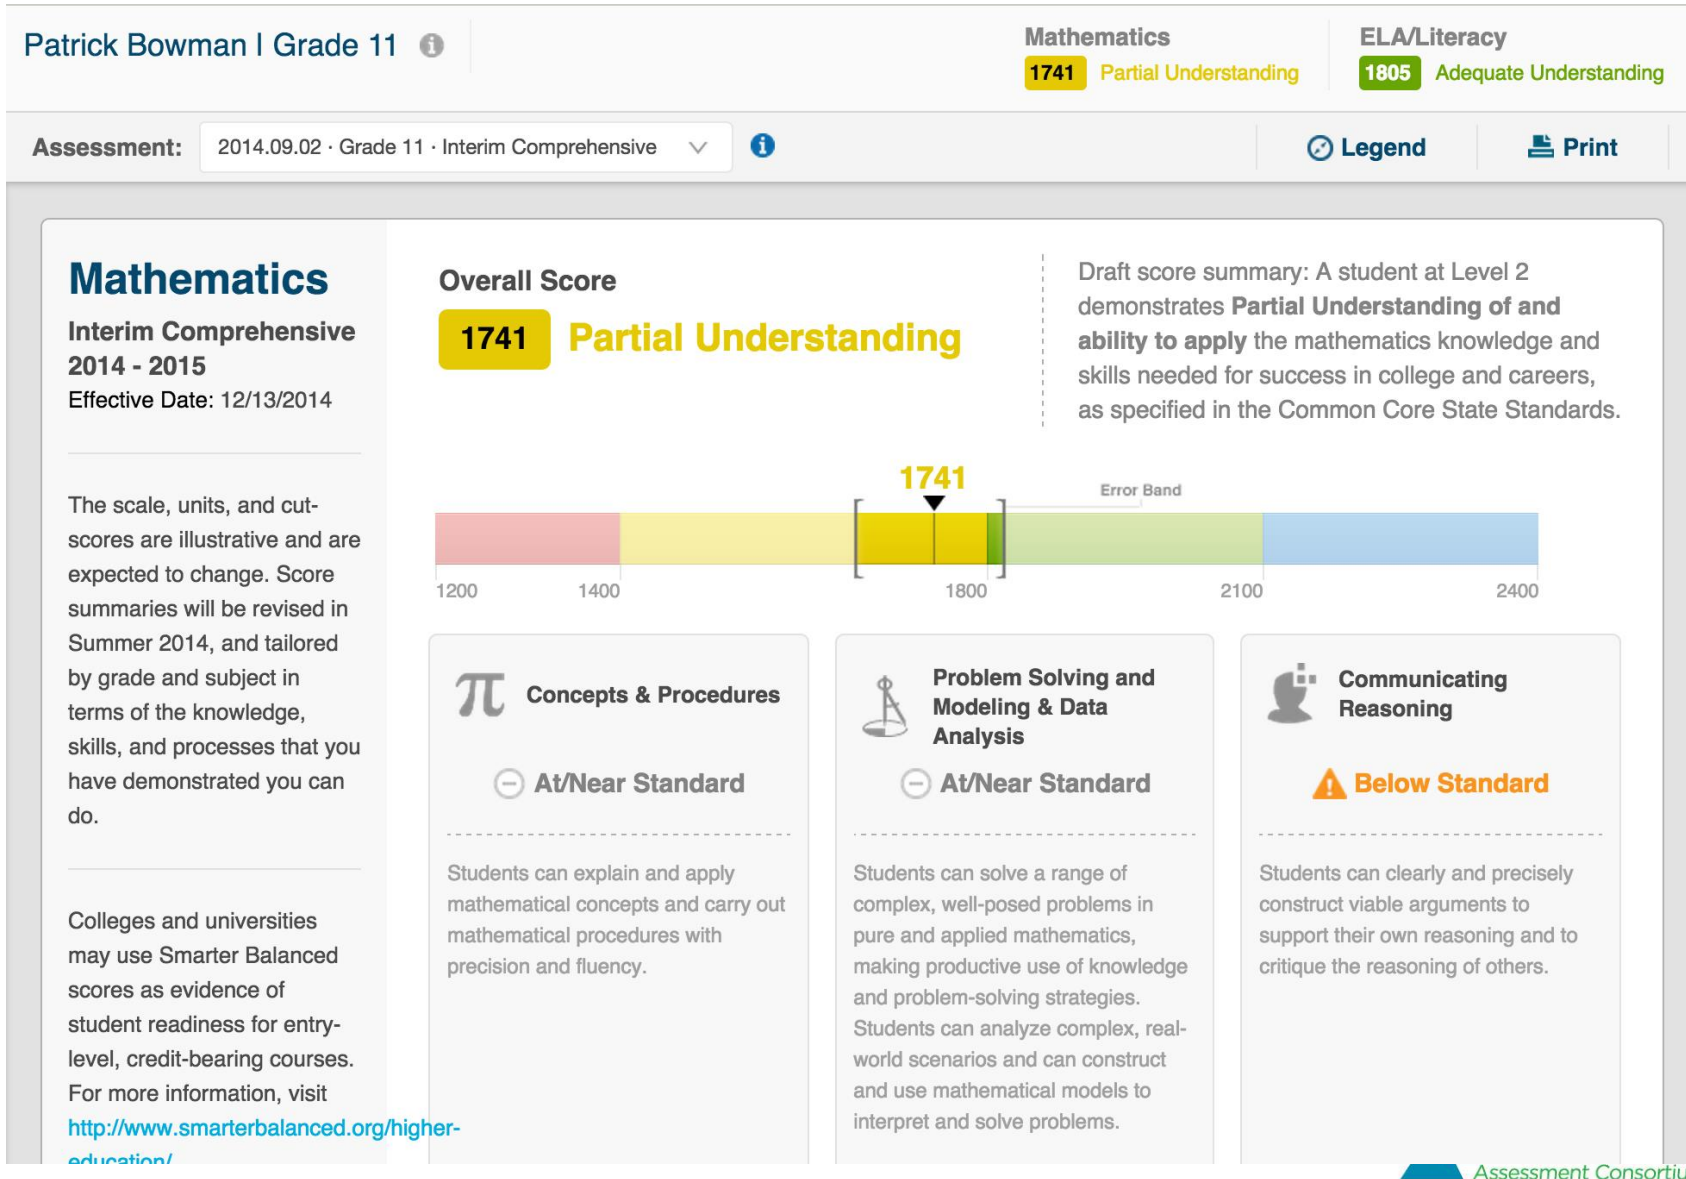 Patrick Bowman | Grade 11
Mathematics
1741 Partial Understanding
ELA/Literacy
1805 Adequate Understanding
Assessment: 2014.09.02 · Grade 11 · Interim Comprehensive
Legend
Print
Mathematics
Interim Comprehensive
2014 - 2015
Effective Date: 12/13/2014
The scale, units, and cut-
scores are illustrative and are
expected to change. Score
summaries will be revised in
Summer 2014, and tailored
by grade and subject in
terms of the knowledge,
skills, and processes that you
have demonstrated you can
do.
Colleges and universities
may use Smarter Balanced
scores as evidence of
student readiness for entry-
level, credit-bearing courses.
For more information, visit
http://www.smarterbalanced.org/higher-
education/
Overall Score
1741 Partial Understanding
Draft score summary: A student at Level 2
demonstrates Partial Understanding of and
ability to apply the mathematics knowledge and
skills needed for success in college and careers,
as specified in the Common Core State Standards.
1741
Error Band
1200 1400 1800 2100 2400
Concepts & Procedures
At/Near Standard
Students can explain and apply
mathematical concepts and carry out
mathematical procedures with
precision and fluency.
Problem Solving and
Modeling & Data
Analysis
At/Near Standard
Students can solve a range of
complex, well-posed problems in
pure and applied mathematics,
making productive use of knowledge
and problem-solving strategies.
Students can analyze complex, real-
world scenarios and can construct
and use mathematical models to
interpret and solve problems.
Communicating
Reasoning
Below Standard
Students can clearly and precisely
construct viable arguments to
support their own reasoning and to
critique the reasoning of others.
Assessment Consortiu